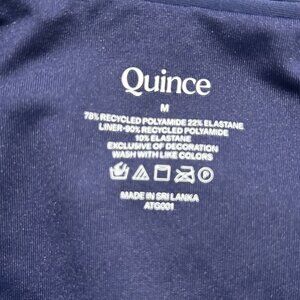 Quince
M
78% RECYCLED POLYAMIDE 22% ELASTANE
LINER-90% RECYCLED POLYAMIDE
10% ELASTANE
EXCLUSIVE OF DECORATION
WASH WITH LIKE COLORS
MADE IN SRI LANKA
ATG001